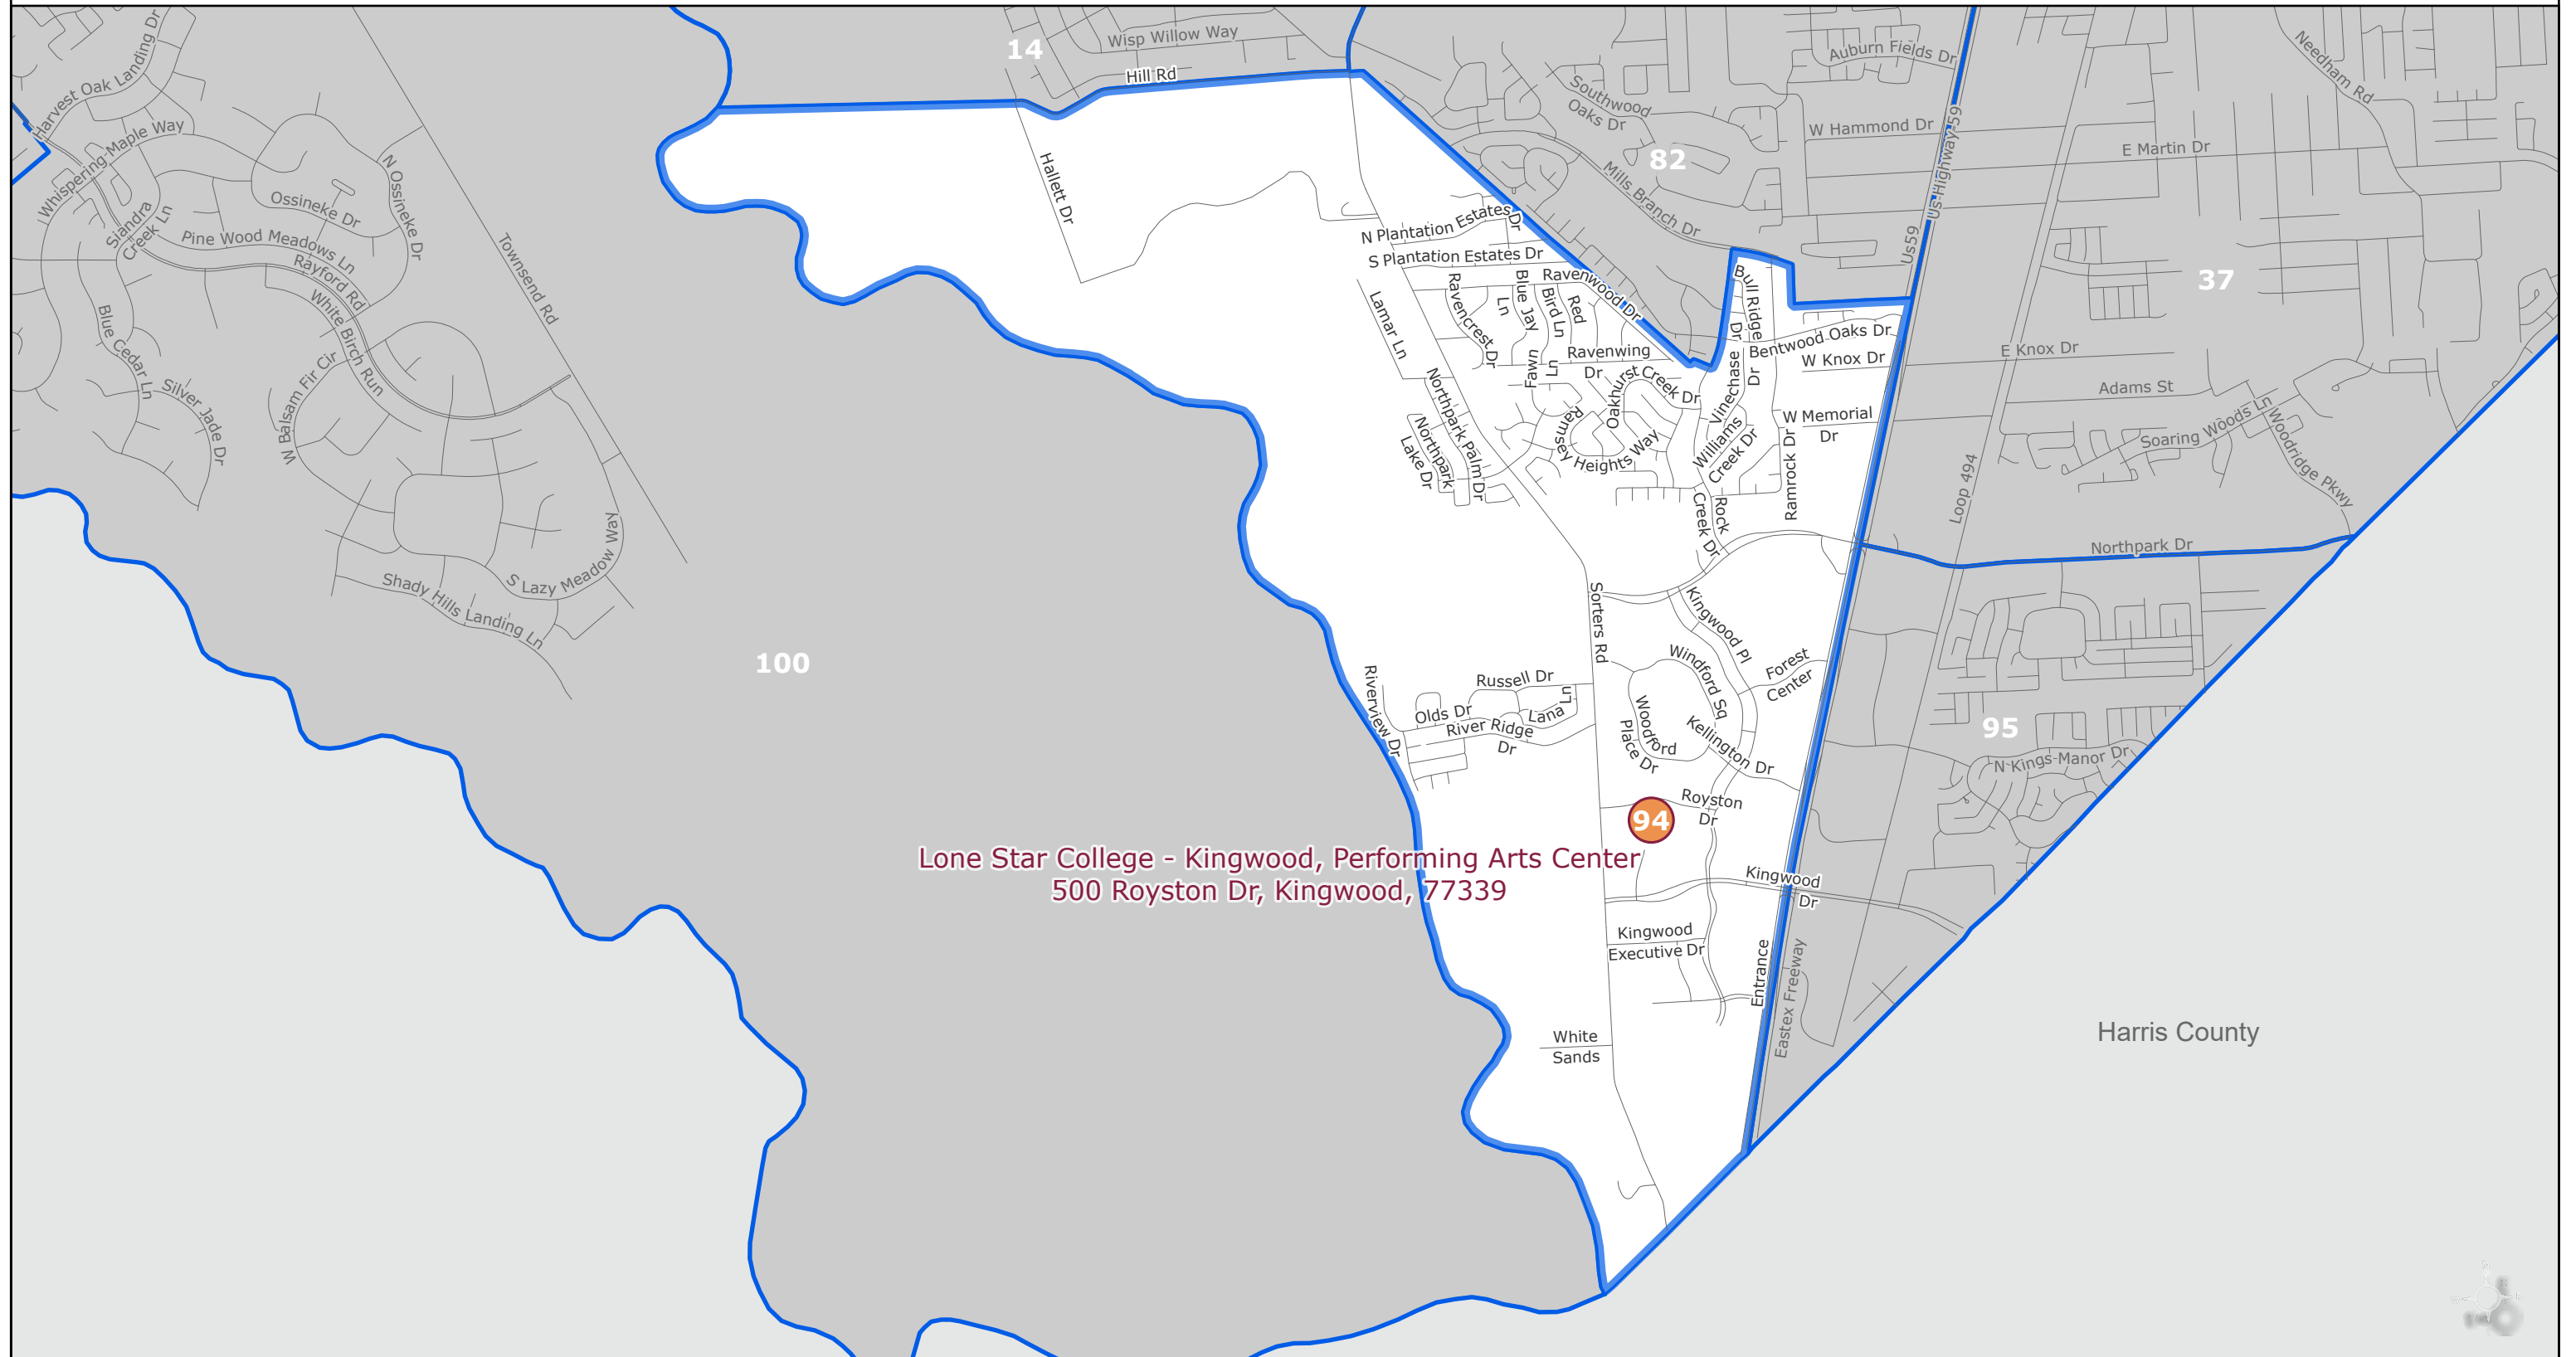 14
Wisp Willow Way
Hill Rd
Harvest Oak Landing Dr
Whispering Maple Way
Slandra
Creek Ln
Pine Wood Meadows Ln
Rayford Rd
White Birch Run
Ossineke Dr
N Ossineke Dr
Townsend Rd
Blue Cedar Ln
Silver Jade Dr
W Balsam Fir Cir
S Lazy Meadow Way
Shady Hills Landing Ln
100
Hallett Dr
Southwood
Oaks Dr
82
Mills Branch Dr
Auburn Fields Dr
W Hammond Dr
Us Highway 59
Us59
Needham Rd
E Martin Dr
37
E Knox Dr
Adams St
Soaring Woods Ln
Woodridge Pkwy
Loop 494
Northpark Dr
N Plantation Estates
Dr
S Plantation Estates Dr
Ravenwood Dr
Ravencrest Dr
Ln
Blue Jay
Bird Ln
Red
Fawn
Ln
Ravenwing
Dr
Lamar Ln
Northpark Palm Dr
Northpark
Lake Dr
Oakhurst Creek Dr
Ramsey
Heights Way
Bull Ridge
Dr
Vinechase
Dr
Bentwood Oaks Dr
W Knox Dr
W Memorial
Dr
Williams
Creek Dr
Ramrock Dr
Rock
Creek Dr
Sorters Rd
Kingwood Pl
Windford Sq
Forest
Center
Woodford
Place Dr
Kellington Dr
Riverview Dr
Russell Dr
Olds Dr
Lana
Ln
River Ridge
Dr
95
N Kings Manor Dr
Royston
Dr
94
Lone Star College - Kingwood, Performing Arts Center
500 Royston Dr, Kingwood, 77339
Kingwood
Dr
Kingwood
Executive Dr
Entrance
Eastex Freeway
White
Sands
Harris County